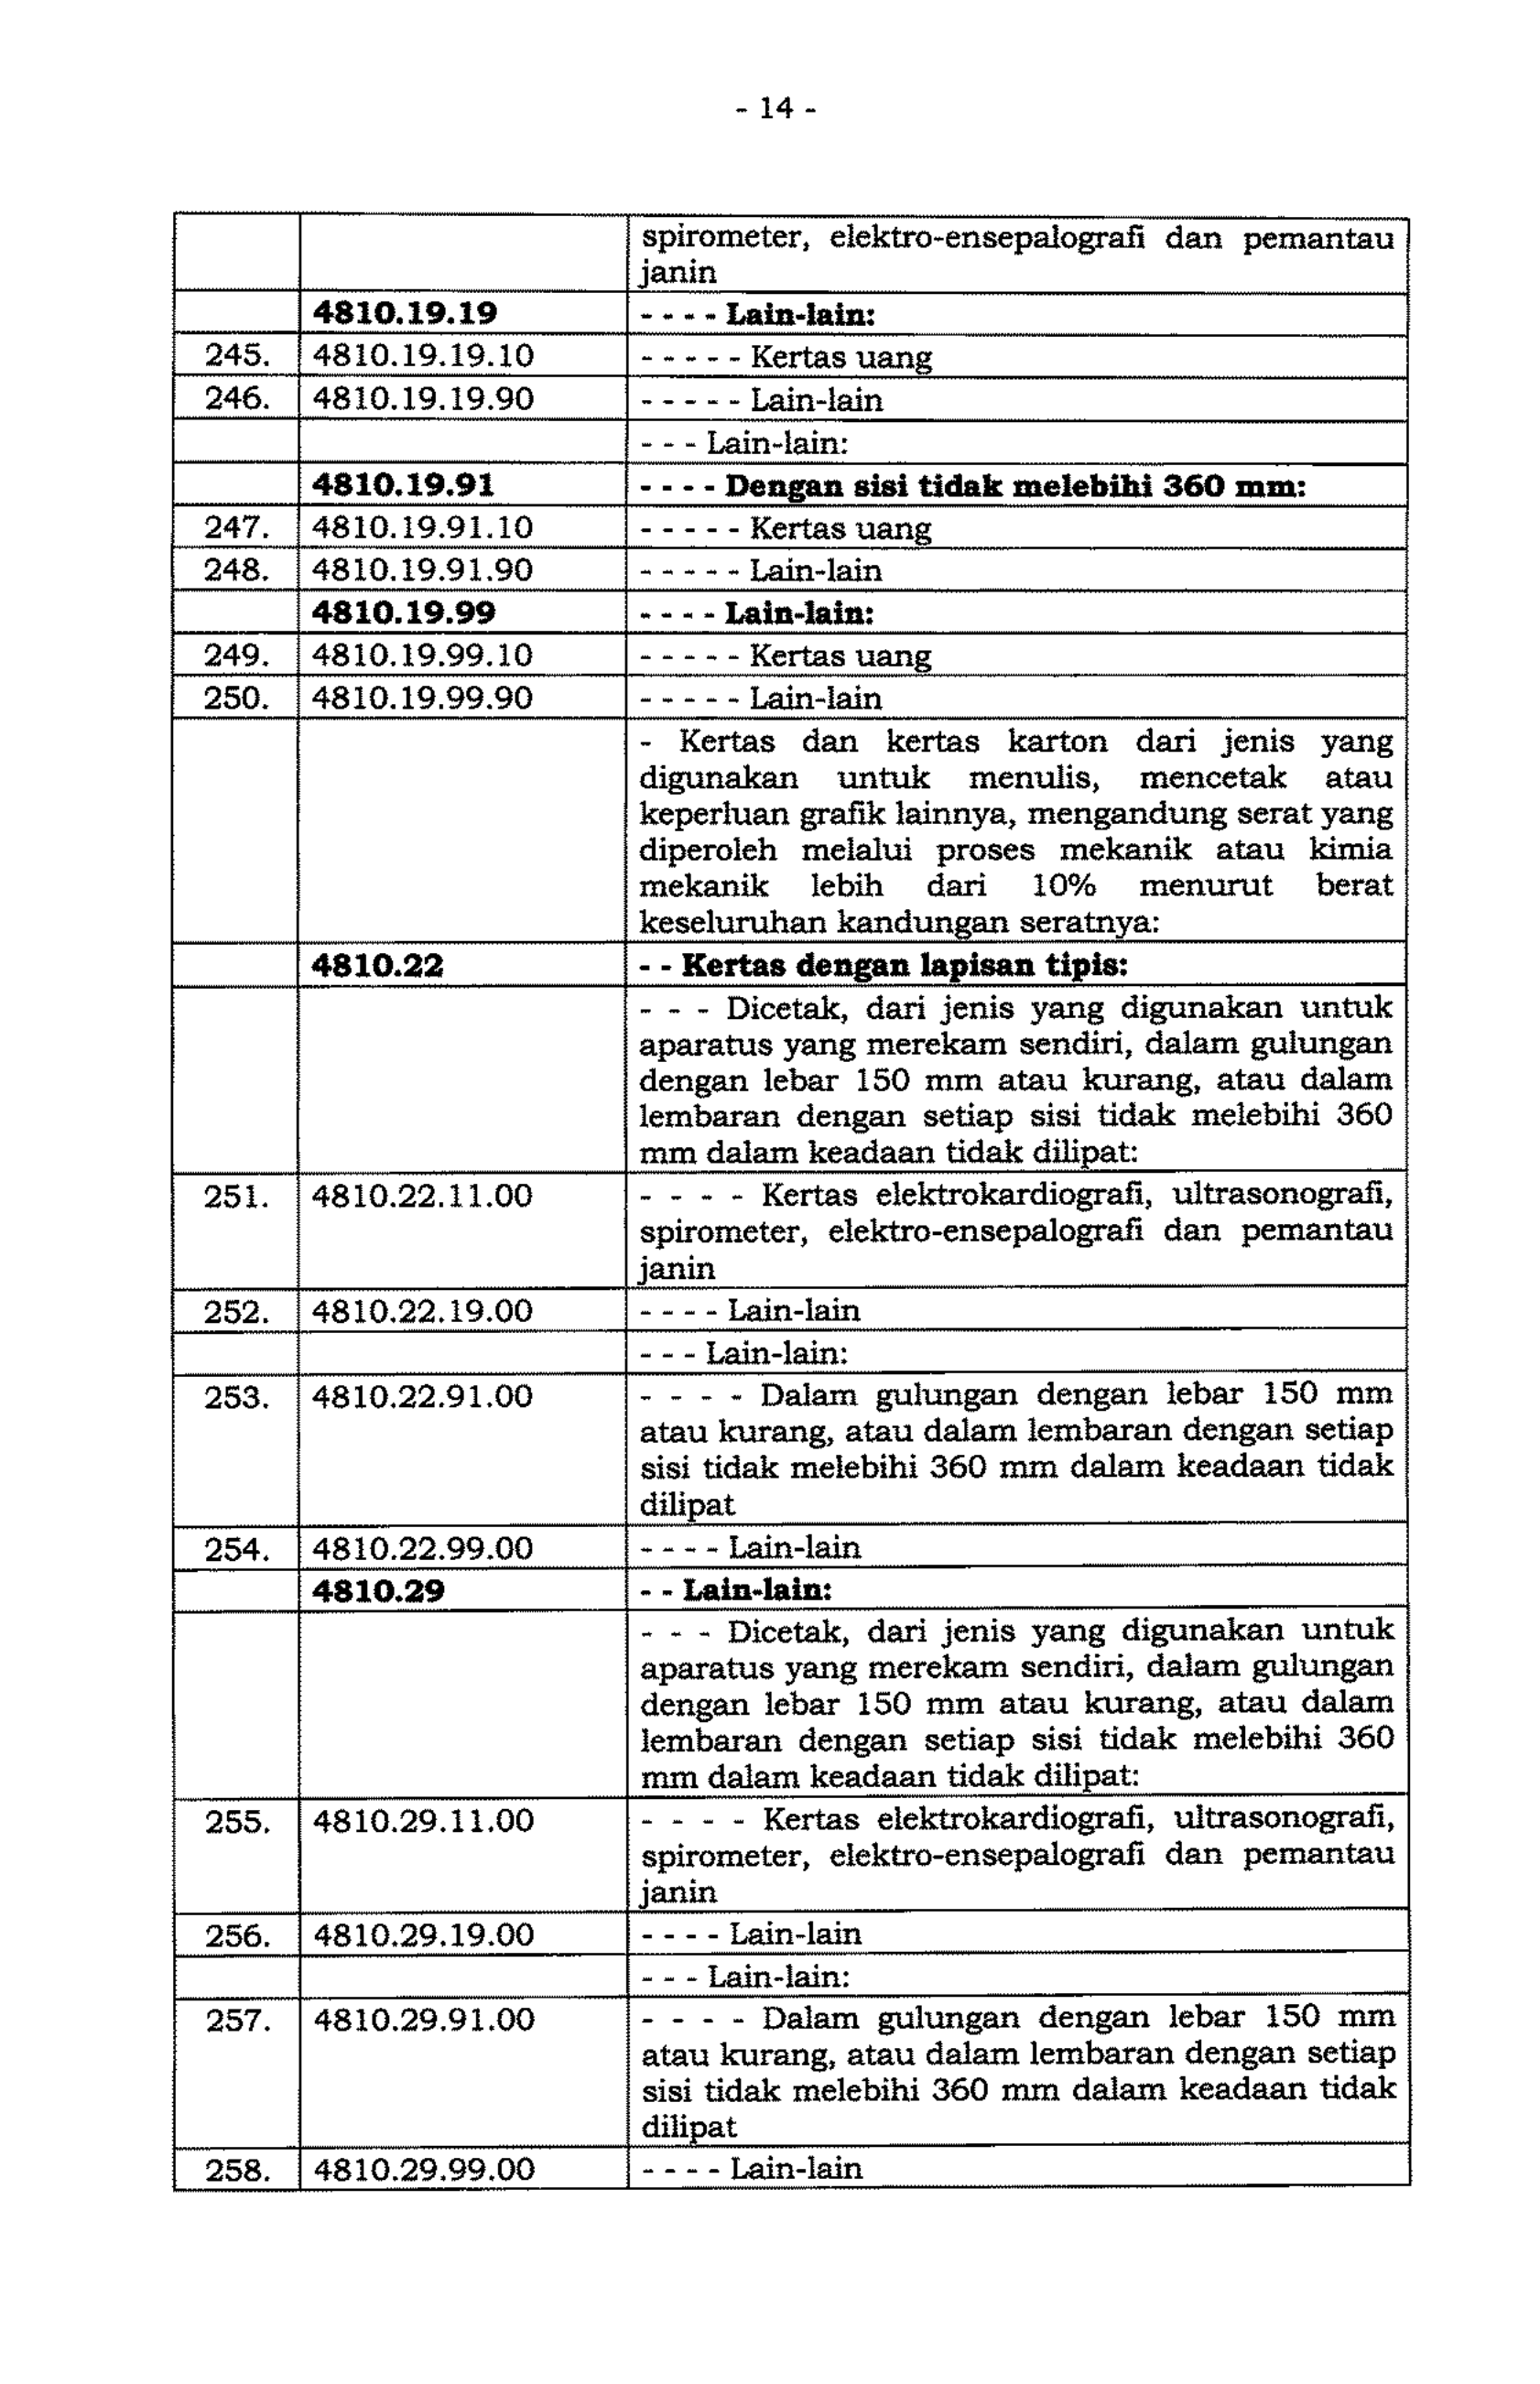 - 14 -
spirometer, elektro-ensepalografi dan pemantau
janin
4810.19.19 - - - - Lain-lain:
245. 4810.19.19.10 - - - - - Kertas uang
246. 4810.19.19.90 - - - - - Lain-lain
- - - Lain-lain:
4810.19.91 - - - - Dengan sisi tidak melebihi 360 mm:
247. 4810.19.91.10 - - - - - Kertas uang
248. 4810.19.91.90 - - - - - Lain-lain
4810.19.99 - - - - Lain-lain:
249. 4810.19.99.10 - - - - - Kertas uang
250. 4810.19.99.90 - - - - - Lain-lain
- Kertas dan kertas karton dari jenis yang
digunakan untuk menulis, mencetak atau
keperluan grafik lainnya, mengandung serat yang
diperoleh melalui proses mekanik atau kimia
mekanik lebih dari 10% menurut berat
keseluruhan kandungan seratnya:
4810.22 - - Kertas dengan lapisan tipis:
- - - Dicetak, dari jenis yang digunakan untuk
aparatus yang merekam sendiri, dalam gulungan
dengan lebar 150 mm atau kurang, atau dalam
lembaran dengan setiap sisi tidak melebihi 360
mm dalam keadaan tidak dilipat:
251. 4810.22.11.00 - - - - Kertas elektrokardiografi, ultrasonografi,
spirometer, elektro-ensepalografi dan pemantau
janin
252. 4810.22.19.00 - - - - Lain-lain
- - - Lain-lain:
253. 4810.22.91.00 - - - - Dalam gulungan dengan lebar 150 mm
atau kurang, atau dalam lembaran dengan setiap
sisi tidak melebihi 360 mm dalam keadaan tidak
dilipat
254. 4810.22.99.00 - - - - Lain-lain
4810.29 - - Lain-lain:
- - - Dicetak, dari jenis yang digunakan untuk
aparatus yang merekam sendiri, dalam gulungan
dengan lebar 150 mm atau kurang, atau dalam
lembaran dengan setiap sisi tidak melebihi 360
mm dalam keadaan tidak dilipat:
255. 4810.29.11.00 - - - - Kertas elektrokardiografi, ultrasonografi,
spirometer, elektro-ensepalografi dan pemantau
janin
256. 4810.29.19.00 - - - - Lain-lain
- - - Lain-lain:
257. 4810.29.91.00 - - - - Dalam gulungan dengan lebar 150 mm
atau kurang, atau dalam lembaran dengan setiap
sisi tidak melebihi 360 mm dalam keadaan tidak
dilipat
258. 4810.29.99.00 - - - - Lain-lain